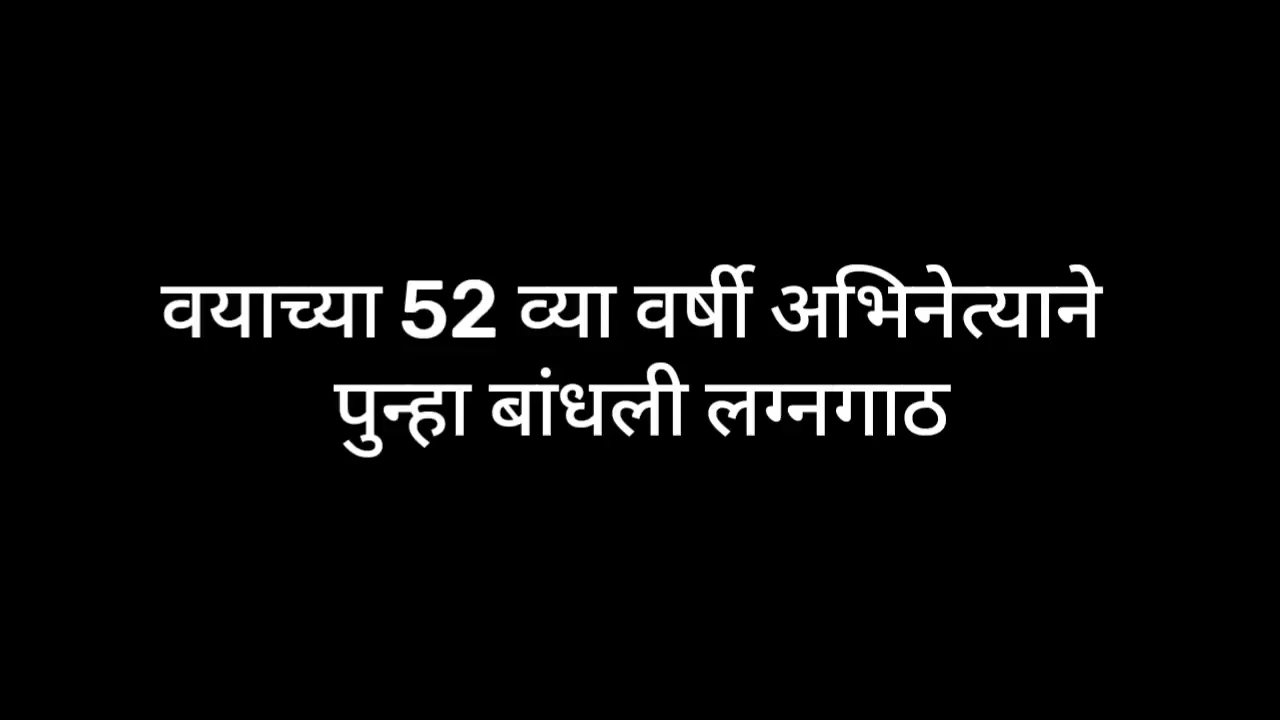 वयाच्या 52 व्या वर्षी अभिनेत्याने
पुन्हा बांधली लग्नगाठ